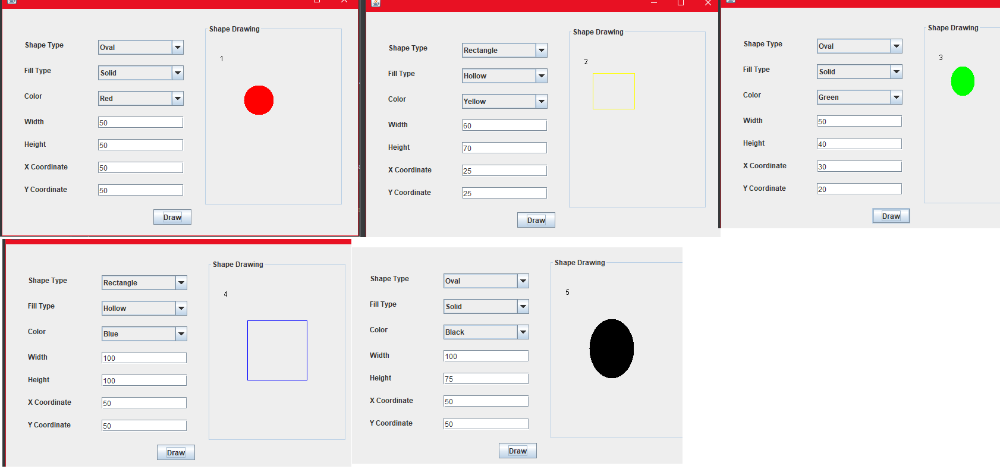 Shape Drawing
Shape Type Oval
1
Fill Type Solid
Color Red
Width 50
Height 50
X Coordinate 50
Y Coordinate 50
Draw
Shape Drawing
Shape Type Rectangle
2
Fill Type Hollow
Color Yellow
Width 60
Height 70
X Coordinate 25
Y Coordinate 25
Draw
Shape Drawing
Shape Type Oval
3
Fill Type Solid
Color Green
Width 50
Height 40
X Coordinate 30
Y Coordinate 20
Draw
Shape Drawing
Shape Type Rectangle
4
Fill Type Hollow
Color Blue
Width 100
Height 100
X Coordinate 50
Y Coordinate 50
Draw
Shape Drawing
Shape Type Oval
5
Fill Type Solid
Color Black
Width 100
Height 75
X Coordinate 50
Y Coordinate 50
Draw